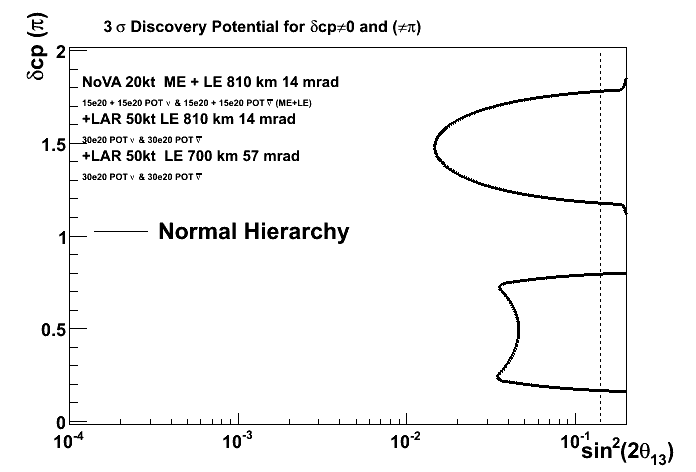 3 σ Discovery Potential for δcp≠0 and (≠π)
δcp (π)
2
NoVA 20kt ME + LE 810 km 14 mrad
15e20 + 15e20 POT ν & 15e20 + 15e20 POT ν̅ (ME+LE)
+LAR 50kt LE 810 km 14 mrad
30e20 POT ν & 30e20 POT ν̅
1.5
+LAR 50kt LE 700 km 57 mrad
30e20 POT ν & 30e20 POT ν̅
1
Normal Hierarchy
0.5
0
10⁻⁴ 10⁻³ 10⁻² 10⁻¹
sin²(2θ₁₃)